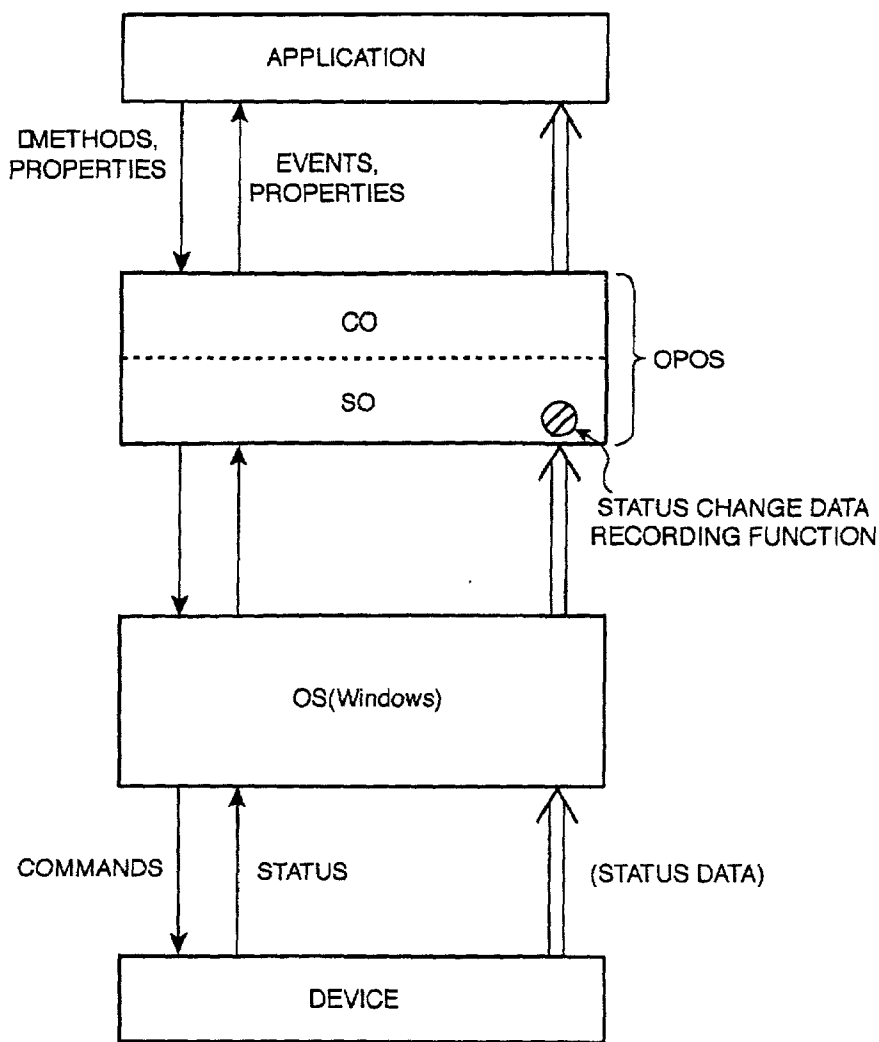 APPLICATION
METHODS,
PROPERTIES
EVENTS,
PROPERTIES
CO
SO
OPOS
STATUS CHANGE DATA
RECORDING FUNCTION
OS(Windows)
COMMANDS
STATUS
(STATUS DATA)
DEVICE